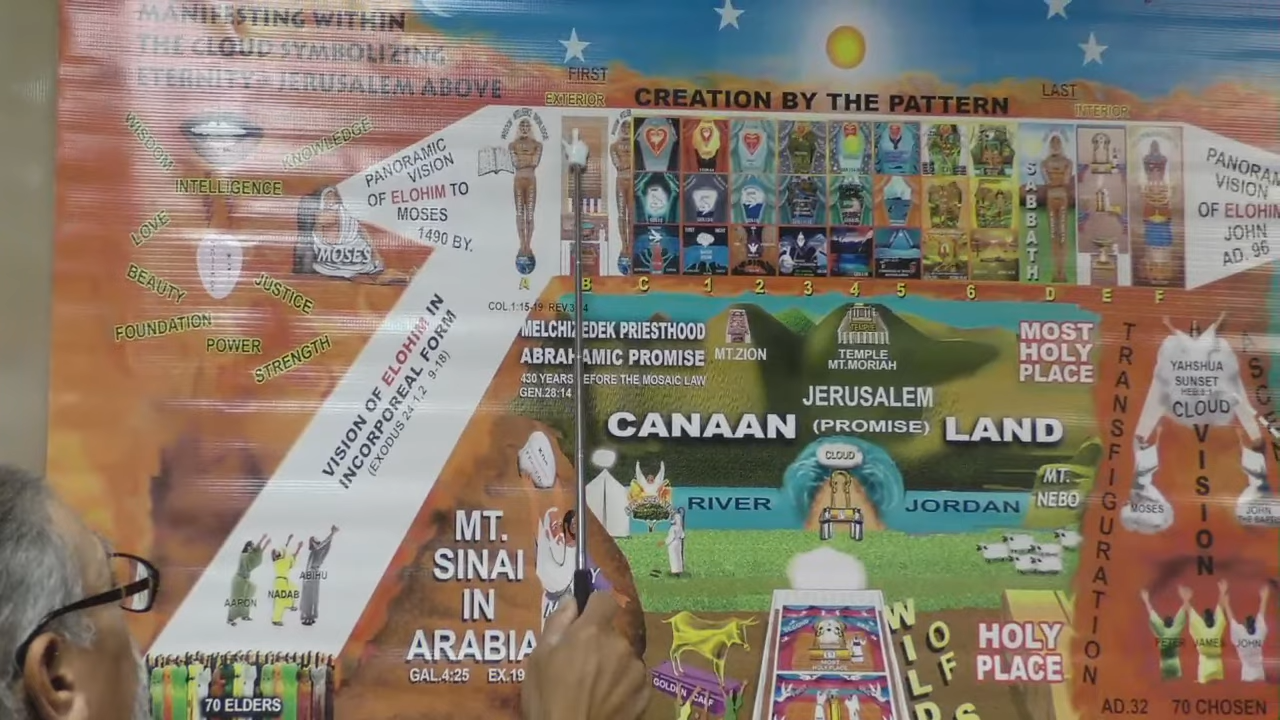 MANIFESTING WITHIN
THE CLOUD SYMBOLIZING
ETERNITY - JERUSALEM ABOVE
WISDOM
KNOWLEDGE
INTELLIGENCE
LOVE
BEAUTY
JUSTICE
FOUNDATION
POWER
STRENGTH
MOSES
PANORAMIC
VISION
OF ELOHIM TO
MOSES
1490 BY.
FIRST
EXTERIOR
CREATION BY THE PATTERN
LAST
INTERIOR
SABBATH
A B C 1 2 3 4 5 6 D E F
PANORAMIC
VISION
OF ELOHIM
JOHN
AD. 96
VISION OF ELOHIM IN
INCORPOREAL FORM
(EXODUS 24:1,2 9-18)
AARON
NADAB
ABIHU
70 ELDERS
COL.1:15-19
MELCHIZEDEK PRIESTHOOD
ABRAHAMIC PROMISE
430 YEARS BEFORE THE MOSAIC LAW
GEN.28:14
MT.ZION
TEMPLE
TEMPLE
MT.MORIAH
MOST
HOLY
PLACE
JERUSALEM
CANAAN (PROMISE) LAND
CLOUD
RIVER JORDAN
MT.
NEBO
MT.
SINAI
IN
ARABIA
GAL.4:25 EX.19
GOLDEN CALF
WILDS
OF
HOLY
PLACE
TRANSFIGURATION
YAHSHUA
SUNSET
CLOUD
VISION
MOSES
JOHN
PETER JAMES JOHN
AD.32 70 CHOSEN